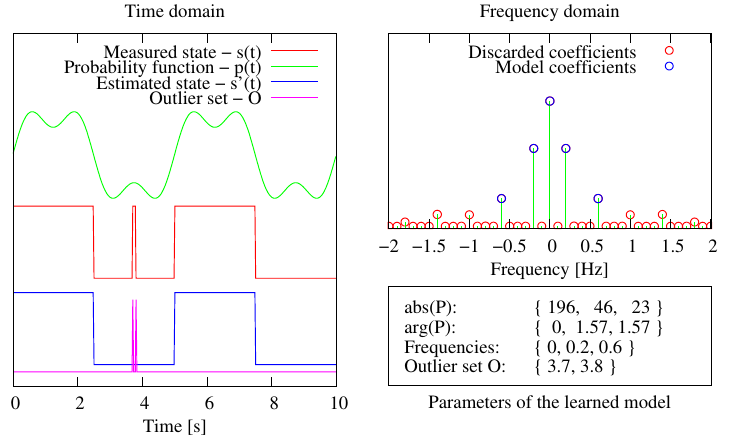 Time domain
Measured state − s(t)
Probability function − p(t)
Estimated state − s'(t)
Outlier set − O
0 2 4 6 8 10
Time [s]
Frequency domain
Discarded coefficients
Model coefficients
−2 −1.5 −1 −0.5 0 0.5 1 1.5 2
Frequency [Hz]
abs(P): { 196, 46, 23 }
arg(P): { 0, 1.57, 1.57 }
Frequencies: { 0, 0.2, 0.6 }
Outlier set O: { 3.7, 3.8 }
Parameters of the learned model